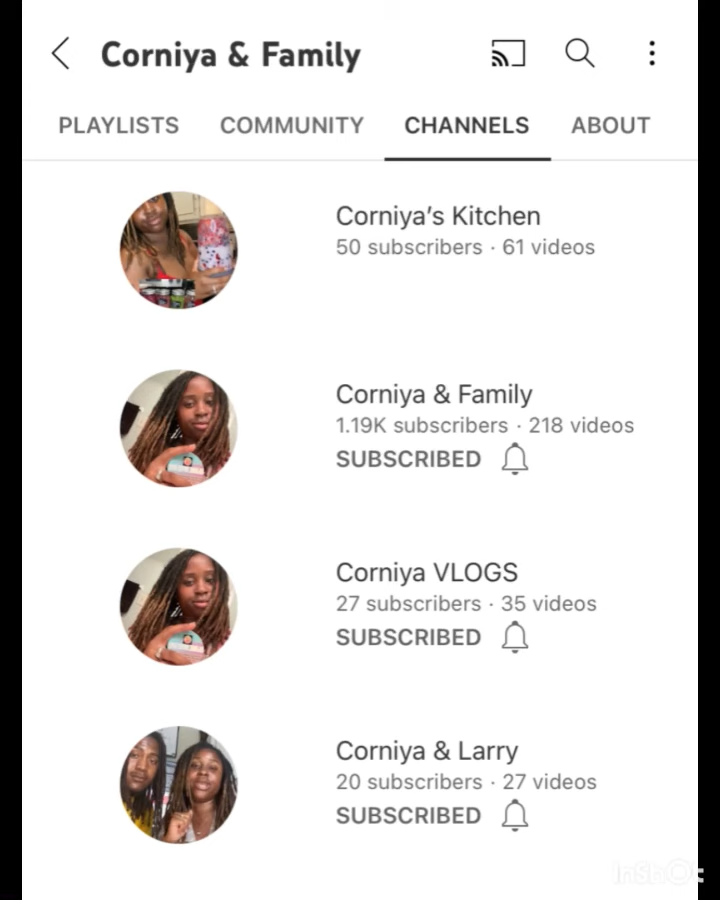 Corniya & Family
PLAYLISTS COMMUNITY CHANNELS ABOUT
Corniya's Kitchen
50 subscribers · 61 videos
Corniya & Family
1.19K subscribers · 218 videos
SUBSCRIBED
Corniya VLOGS
27 subscribers · 35 videos
SUBSCRIBED
Corniya & Larry
20 subscribers · 27 videos
SUBSCRIBED
InShOt